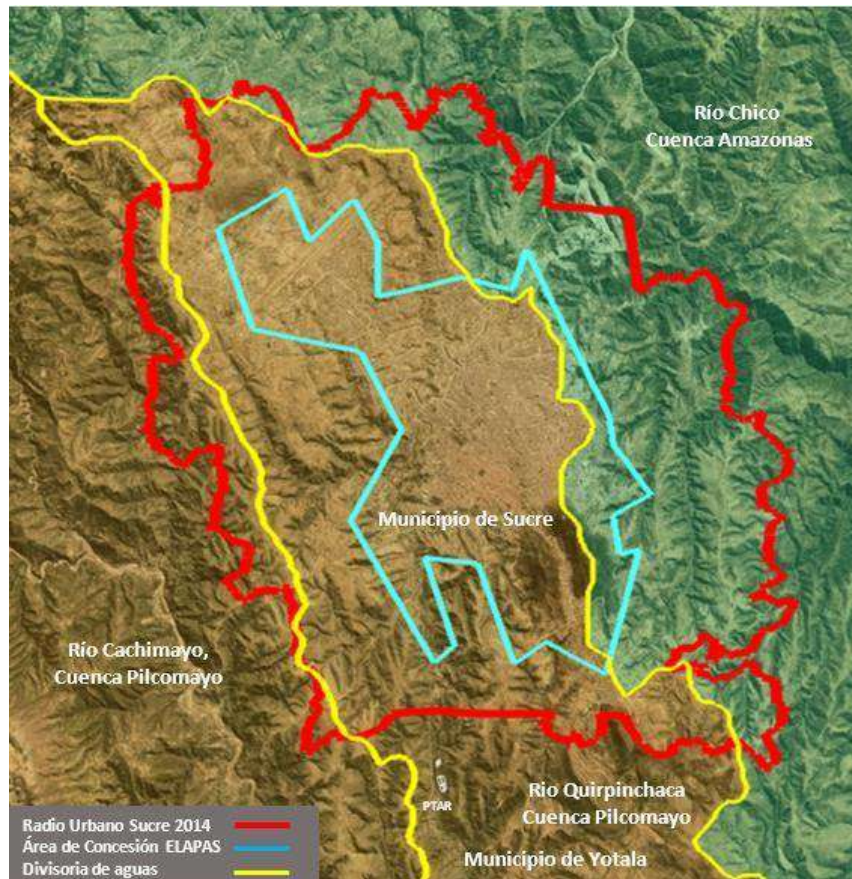 Río Chico
Cuenca Amazonas
Municipio de Sucre
Río Cachimayo,
Cuenca Pilcomayo
PTAR
Rio Quirpinchaca
Cuenca Pilcomayo
Municipio de Yotala
Radio Urbano Sucre 2014
Área de Concesión ELAPAS
Divisoria de aguas